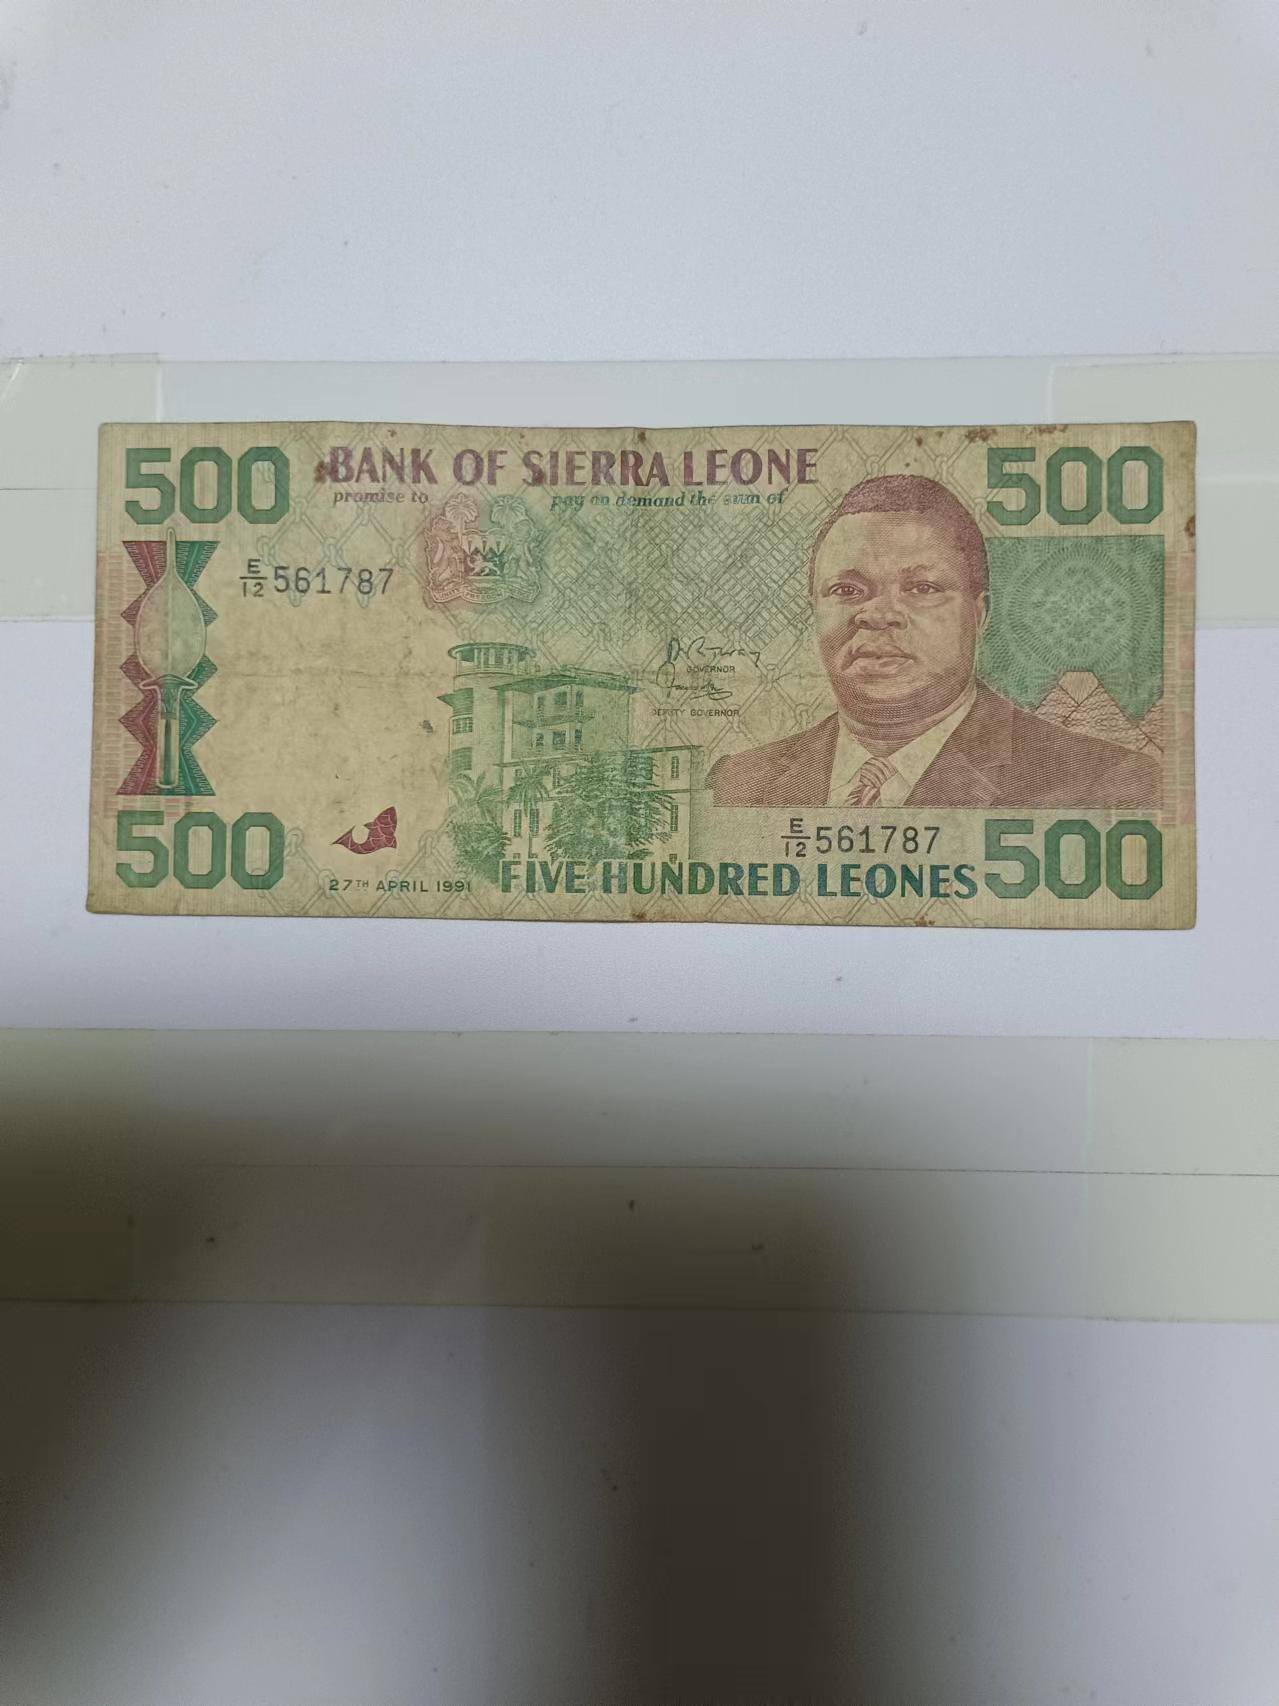 500
BANK OF SIERRA LEONE
500
promise to pay on demand the sum of
E/12 561787
GOVERNOR
DEPUTY GOVERNOR
E/12 561787
500
27TH APRIL 1991
FIVE HUNDRED LEONES
500